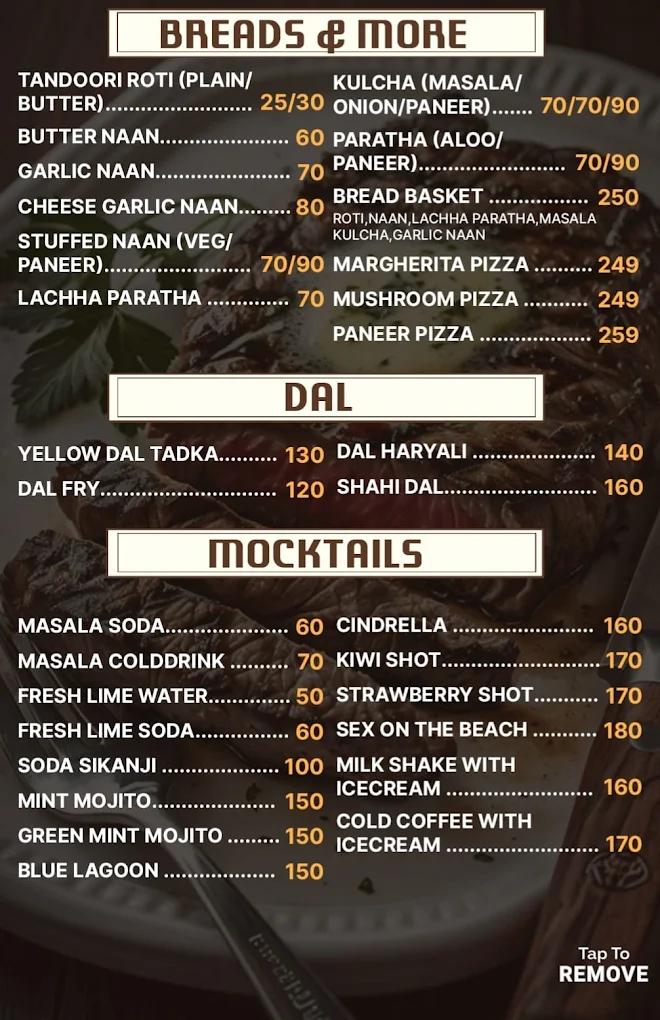 BREADS & MORE
TANDOORI ROTI (PLAIN/
BUTTER)........................ 25/30
BUTTER NAAN..................... 60
GARLIC NAAN...................... 70
CHEESE GARLIC NAAN......... 80
STUFFED NAAN (VEG/
PANEER)........................ 70/90
LACHHA PARATHA ............. 70
KULCHA (MASALA/
ONION/PANEER)....... 70/70/90
PARATHA (ALOO/
PANEER)........................ 70/90
BREAD BASKET ................ 250
ROTI,NAAN,LACHHA PARATHA,MASALA
KULCHA,GARLIC NAAN
MARGHERITA PIZZA ......... 249
MUSHROOM PIZZA ........... 249
PANEER PIZZA .................. 259
DAL
YELLOW DAL TADKA.......... 130
DAL FRY............................. 120
DAL HARYALI .................... 140
SHAHI DAL......................... 160
MOCKTAILS
MASALA SODA.................... 60
MASALA COLDDRINK .......... 70
FRESH LIME WATER............. 50
FRESH LIME SODA............... 60
SODA SIKANJI ................... 100
MINT MOJITO.................... 150
GREEN MINT MOJITO ......... 150
BLUE LAGOON .................. 150
CINDRELLA ....................... 160
KIWI SHOT......................... 170
STRAWBERRY SHOT........... 170
SEX ON THE BEACH ........... 180
MILK SHAKE WITH
ICECREAM ........................ 160
COLD COFFEE WITH
ICECREAM ......................... 170
Tap To
REMOVE